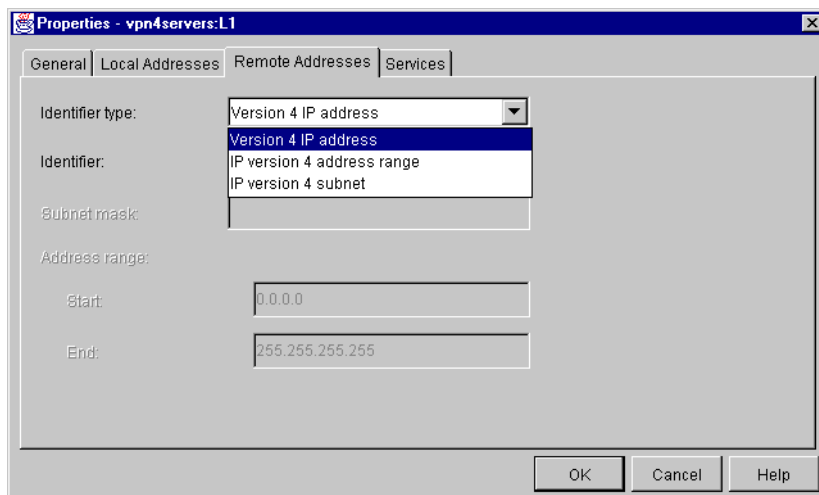 Properties - vpn4servers:L1
General Local Addresses Remote Addresses Services
Identifier type: Version 4 IP address
Version 4 IP address
Identifier: IP version 4 address range
IP version 4 subnet
Subnet mask:
Address range:
Start: 0.0.0.0
End: 255.255.255.255
OK Cancel Help